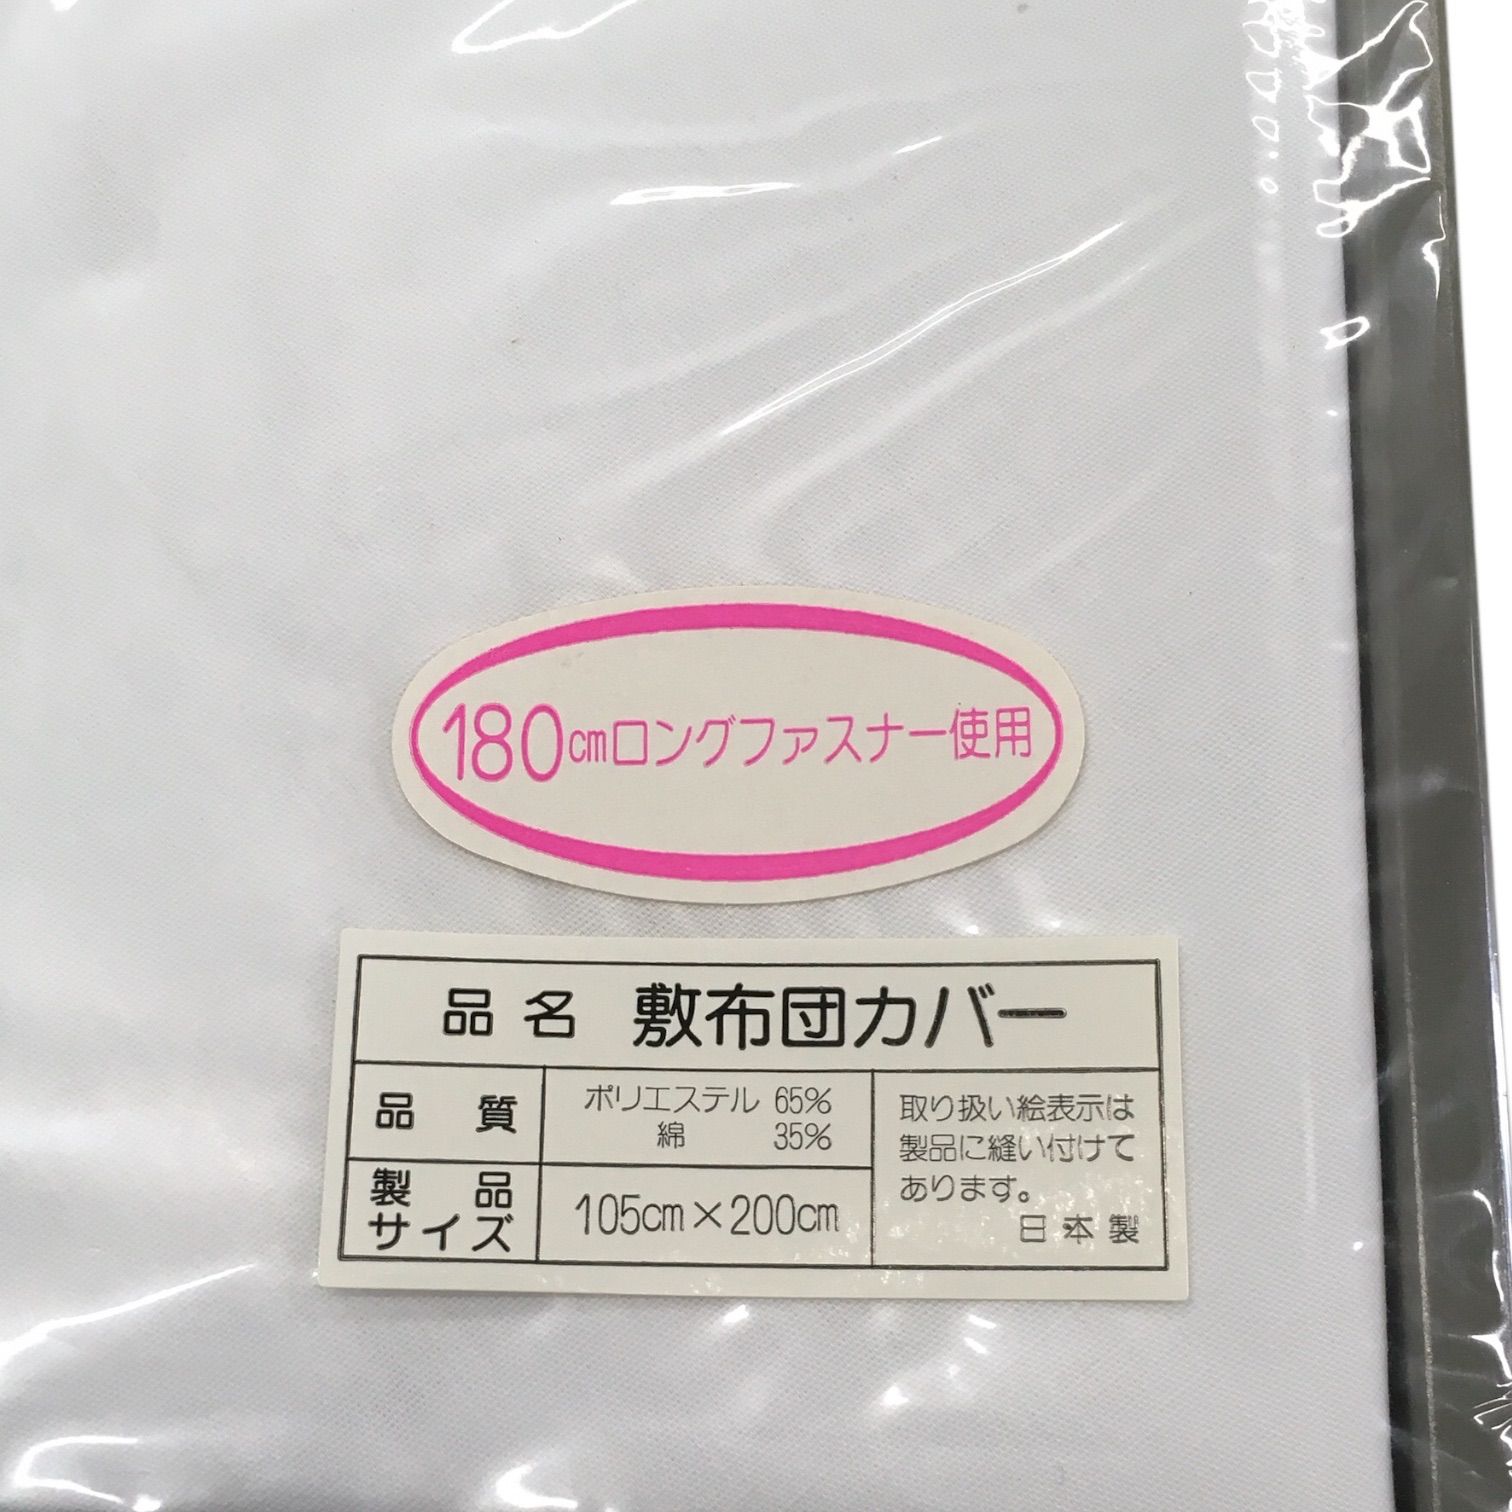 180cmロングファスナー使用
品名 敷布団カバー
品質
ポリエステル 65%
綿 35%
製品
サイズ
105cm×200cm
取り扱い絵表示は
製品に縫い付けて
あります。
日本製